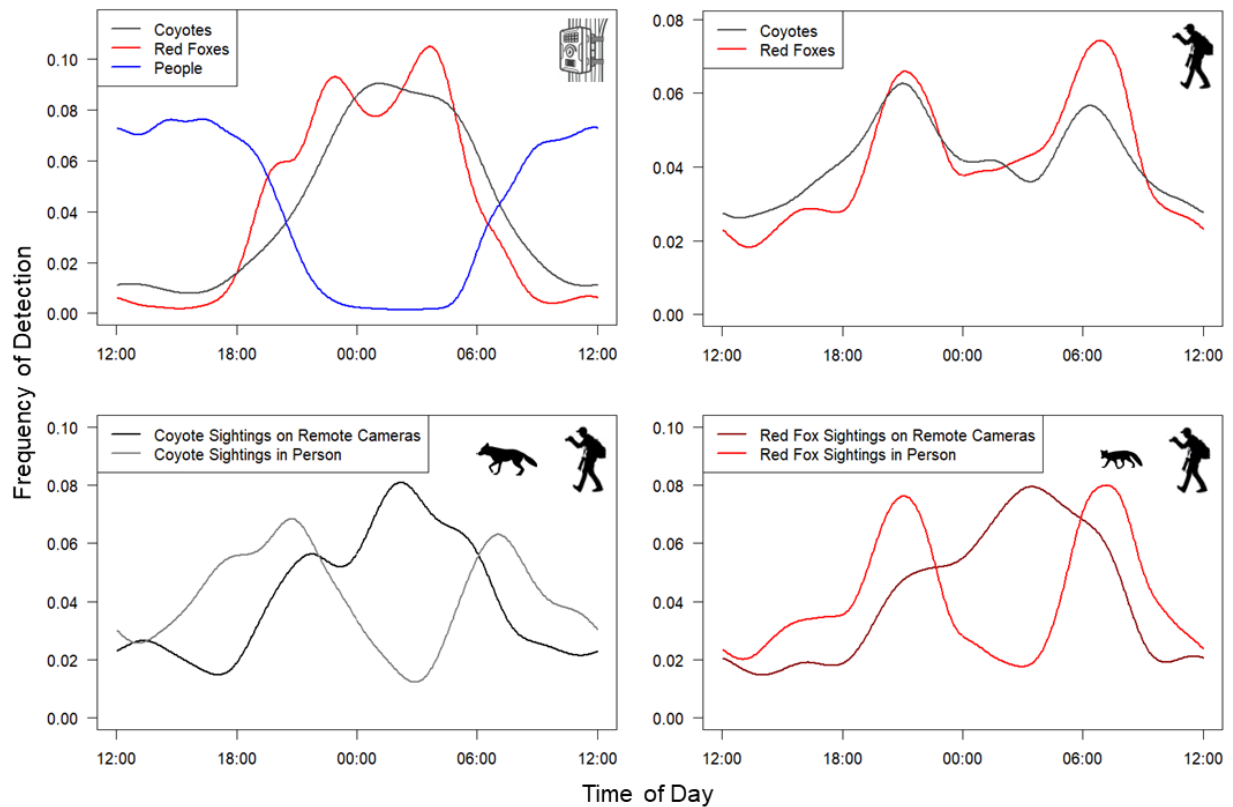 Coyotes
Red Foxes
People
0.10
0.08
0.06
0.04
0.02
0.00
12:00 18:00 00:00 06:00 12:00
Coyotes
Red Foxes
0.08
0.06
0.04
0.02
0.00
12:00 18:00 00:00 06:00 12:00
Frequency of Detection
Coyote Sightings on Remote Cameras
Coyote Sightings in Person
0.10
0.08
0.06
0.04
0.02
0.00
12:00 18:00 00:00 06:00 12:00
Red Fox Sightings on Remote Cameras
Red Fox Sightings in Person
0.10
0.08
0.06
0.04
0.02
0.00
12:00 18:00 00:00 06:00 12:00
Time of Day